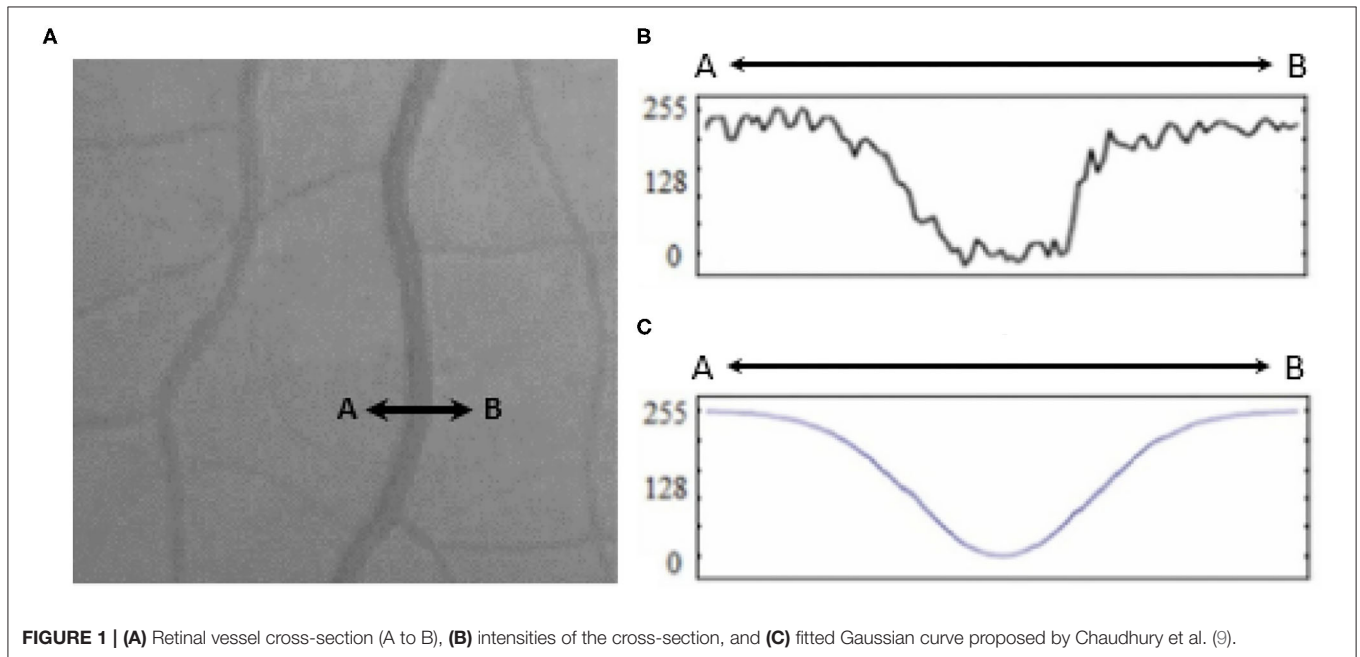 A
A B
B
A B
255
128
0
C
A B
255
128
0
FIGURE 1 | (A) Retinal vessel cross-section (A to B), (B) intensities of the cross-section, and (C) fitted Gaussian curve proposed by Chaudhury et al. (9).